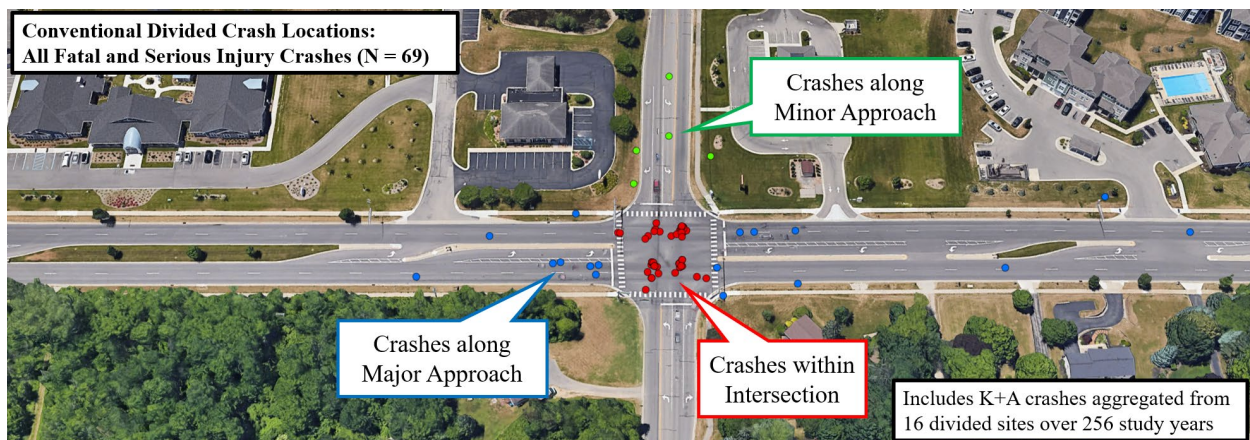 Conventional Divided Crash Locations:
All Fatal and Serious Injury Crashes (N = 69)
Crashes along
Minor Approach
Crashes along
Major Approach
Crashes within
Intersection
Includes K+A crashes aggregated from
16 divided sites over 256 study years